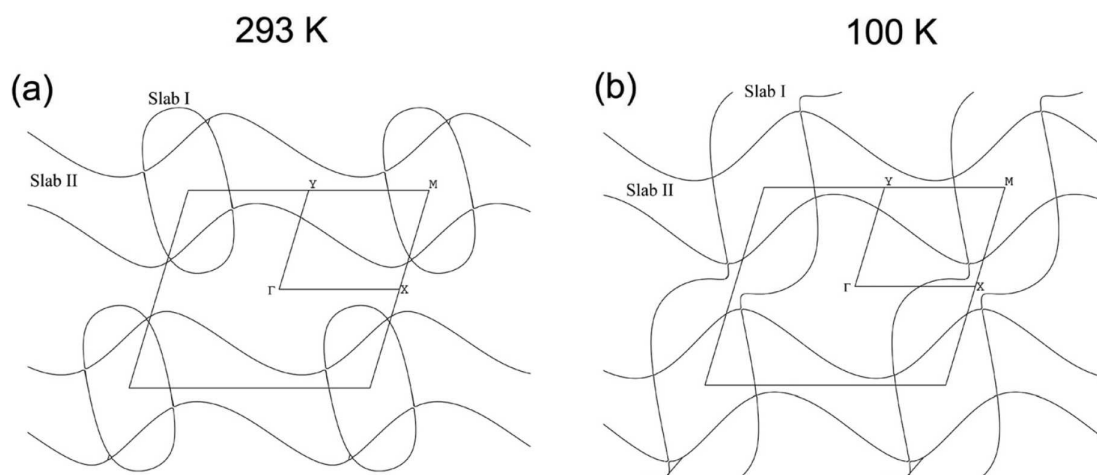 293 K
100 K
(a)
Slab I
Slab II
Y
M
Γ
X
(b)
Slab I
Slab II
Y
M
Γ
X